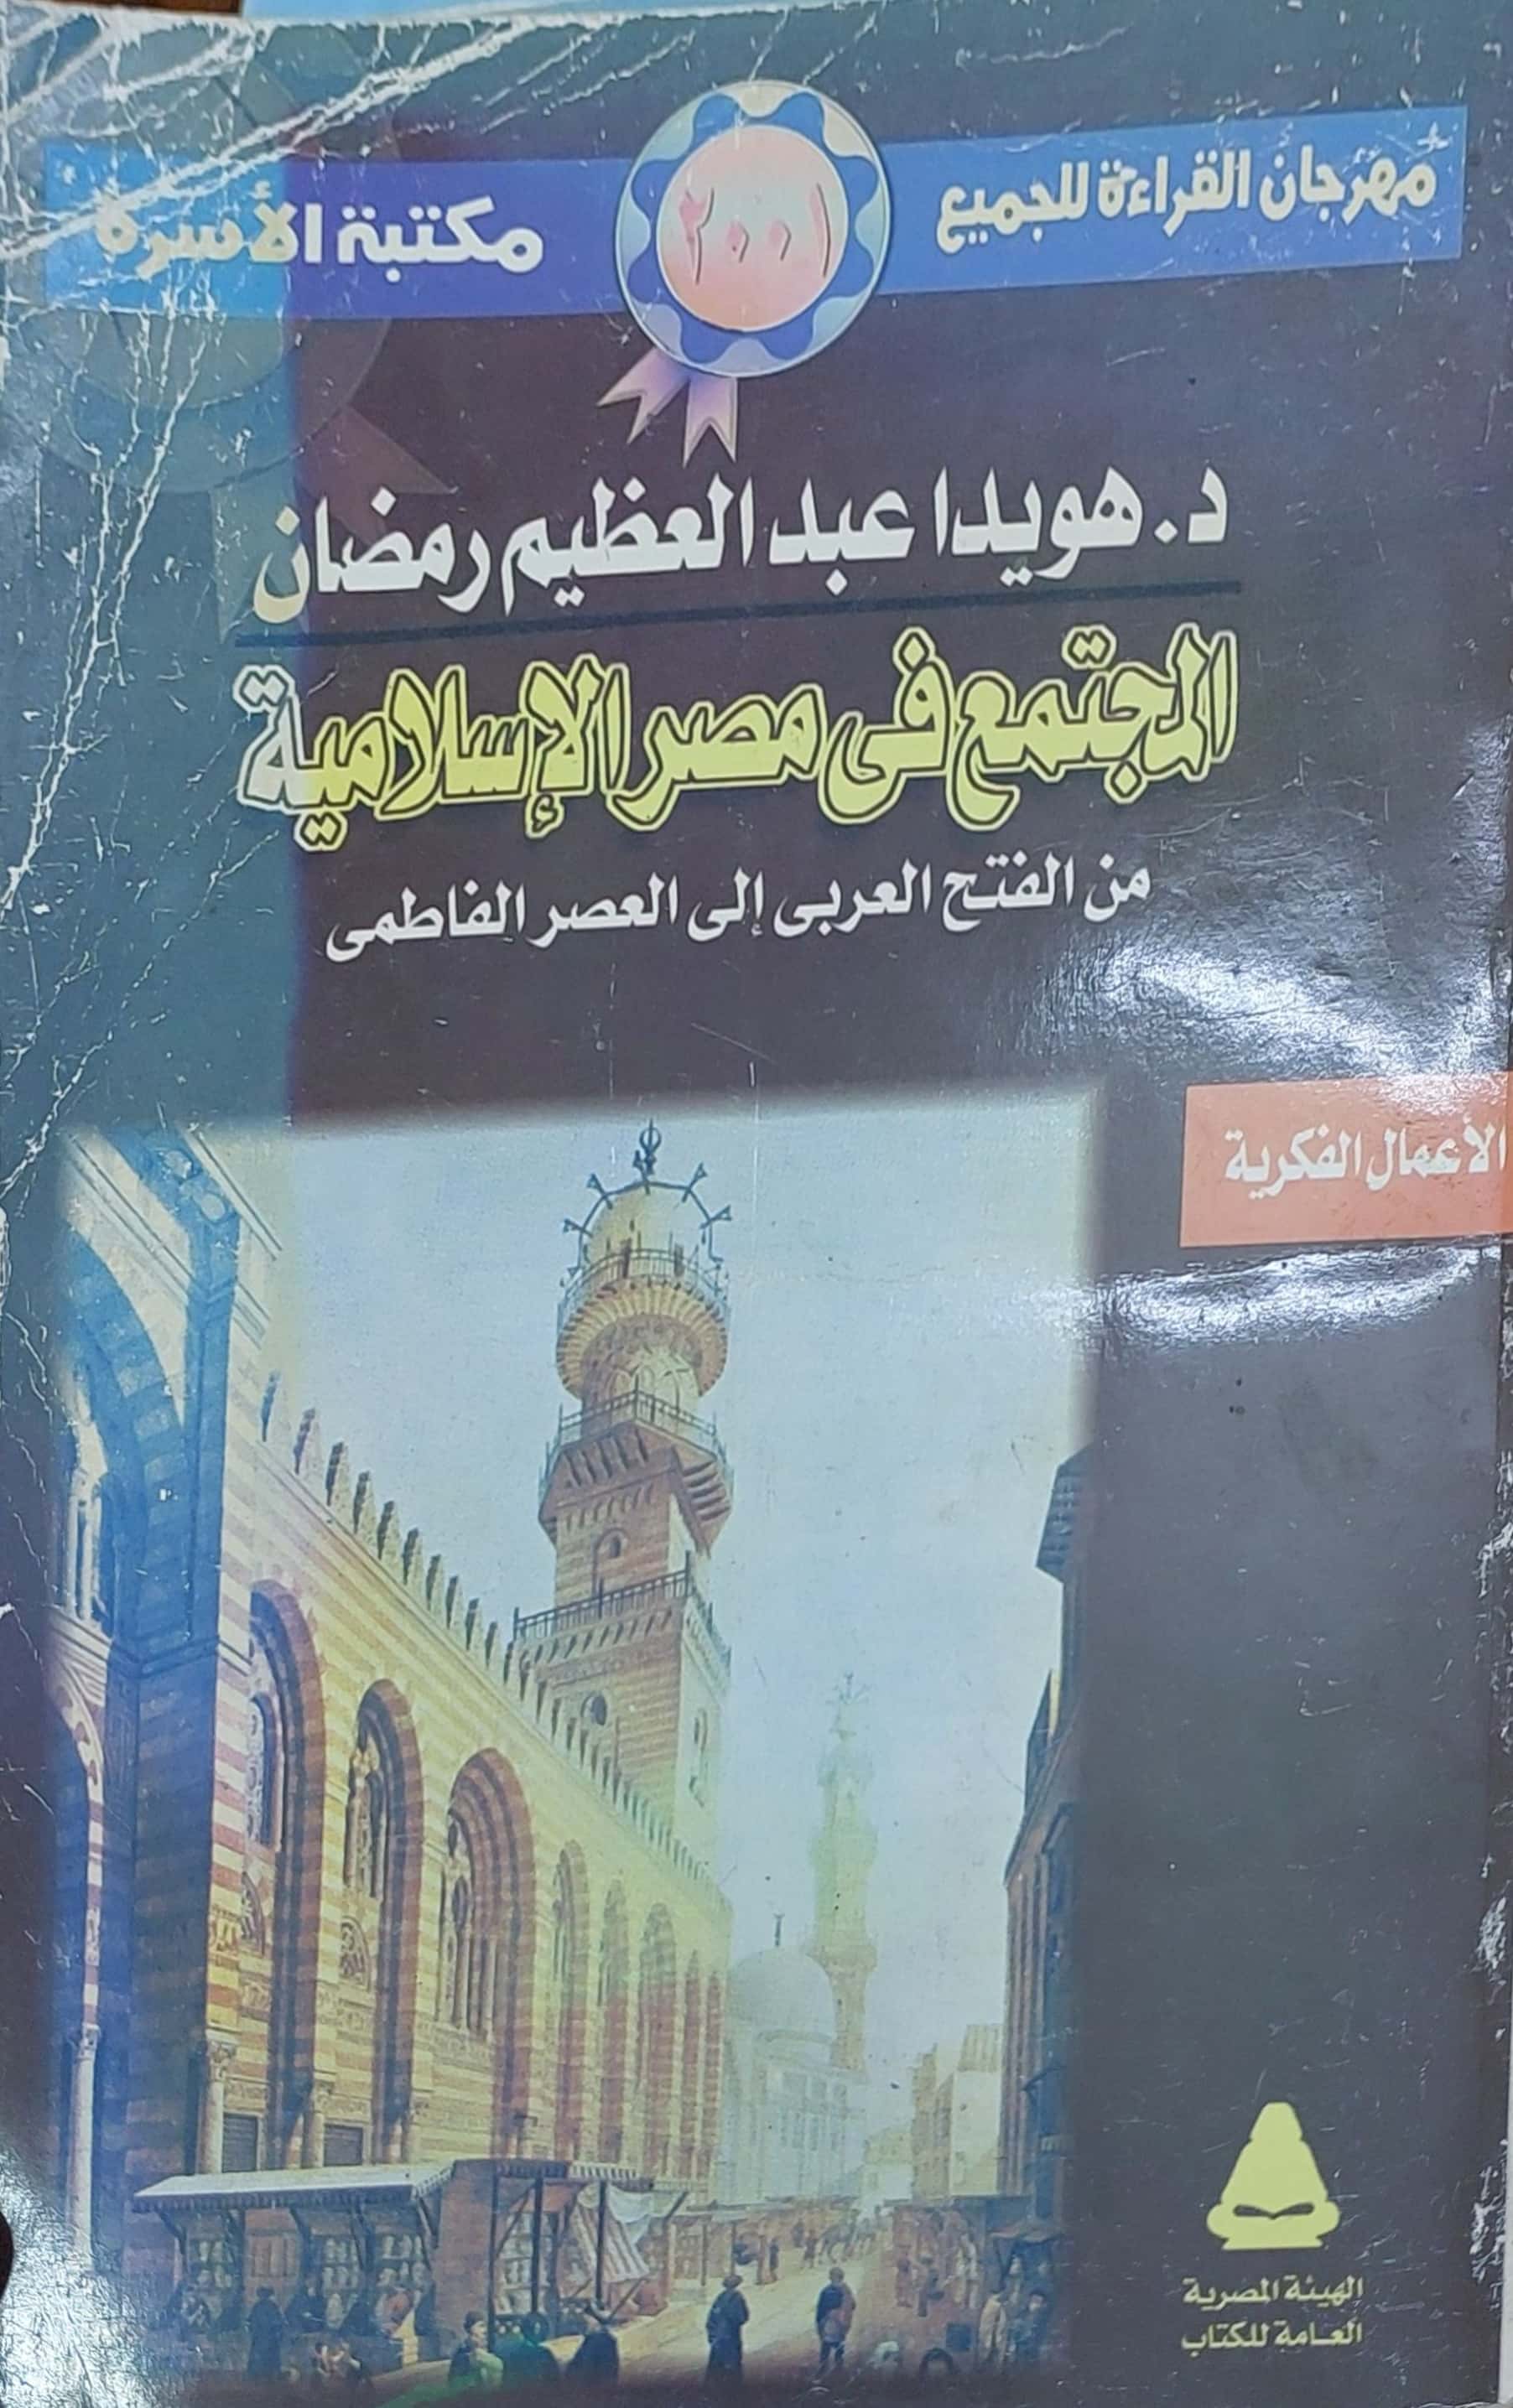 مهرجان القراءة للجميع
٢٠٠١
مكتبة الأسرة
د. هويدا عبد العظيم رمضان
المجتمع فى مصر الإسلامية
من الفتح العربى إلى العصر الفاطمى
الأعمال الفكرية
الهيئة المصرية
العامة للكتاب